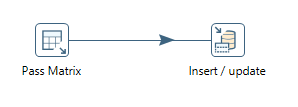 Pass Matrix
Insert / update